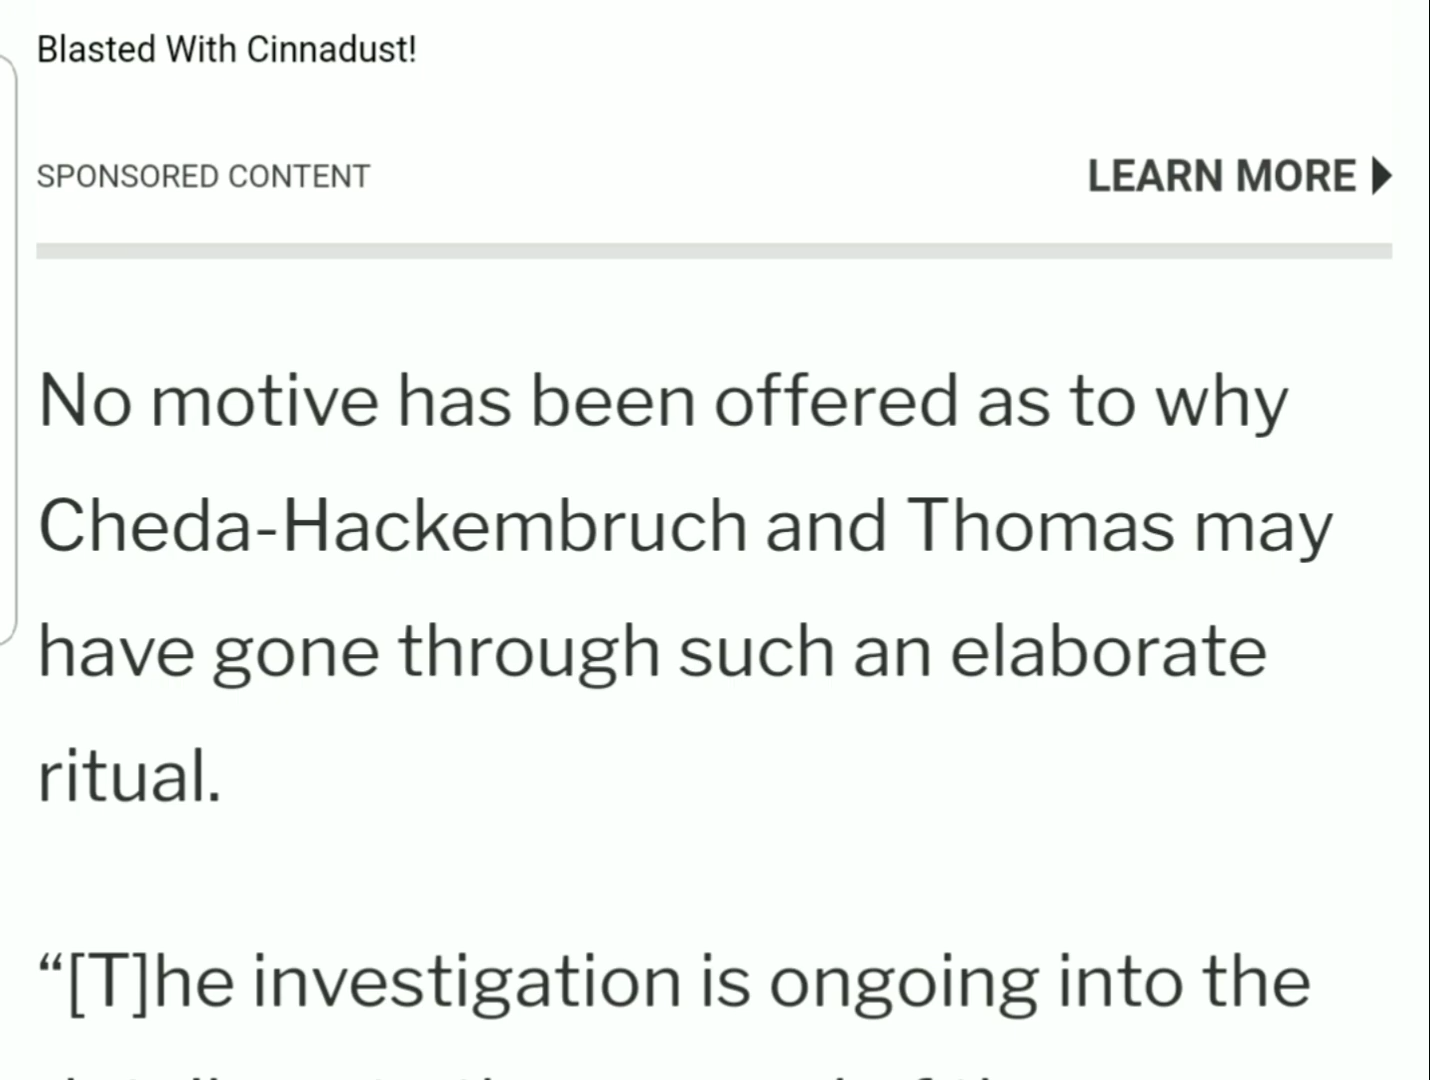 Blasted With Cinnadust!
SPONSORED CONTENT
LEARN MORE
No motive has been offered as to why
Cheda-Hackembruch and Thomas may
have gone through such an elaborate
ritual.
“[T]he investigation is ongoing into the